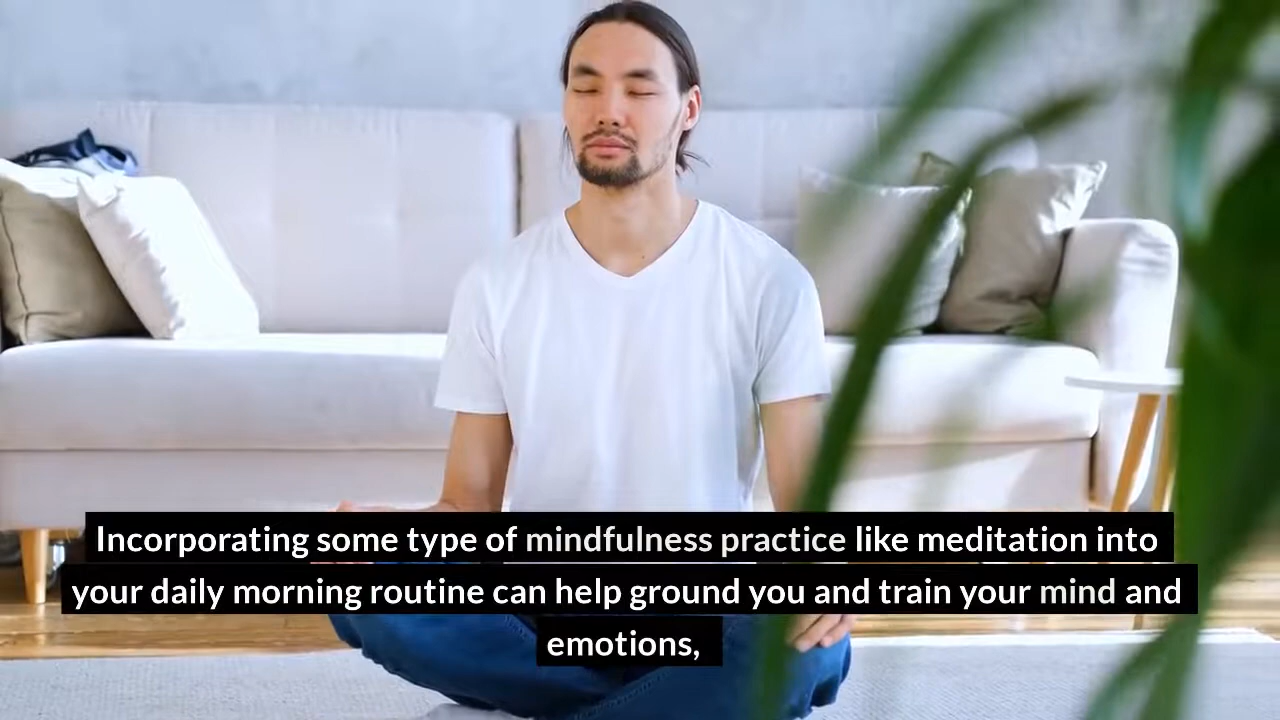 Incorporating some type of mindfulness practice like meditation into
your daily morning routine can help ground you and train your mind and
emotions,